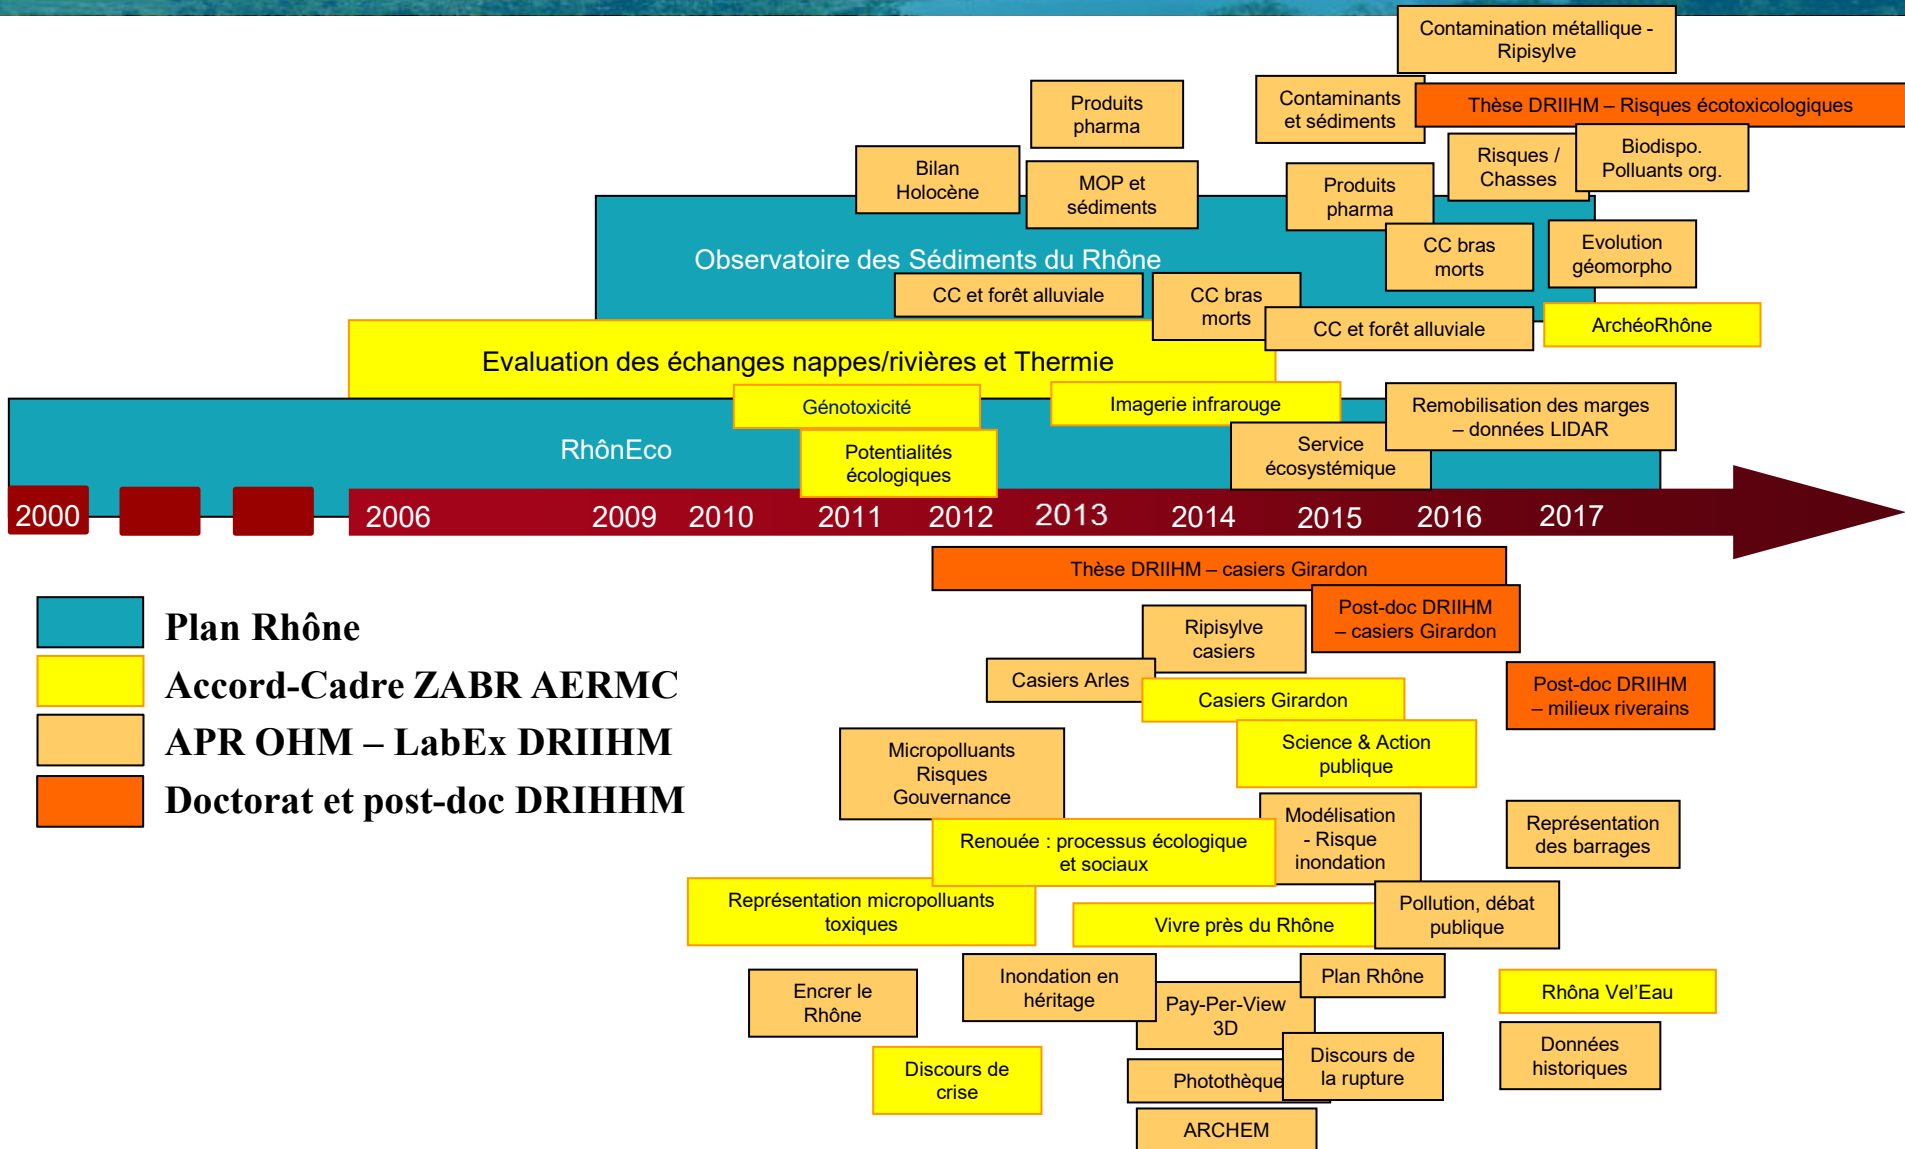 Contamination métallique -
Ripisylve
Produits
pharma
Contaminants
et sédiments
Thèse DRIIHM – Risques écotoxicologiques
Bilan
Holocène
MOP et
sédiments
Produits
pharma
Risques /
Chasses
Biodispo.
Polluants org.
Observatoire des Sédiments du Rhône
CC bras
morts
Evolution
géomorpho
CC et forêt alluviale
CC bras
morts
CC et forêt alluviale
ArchéoRhône
Evaluation des échanges nappes/rivières et Thermie
Génotoxicité
Imagerie infrarouge
Remobilisation des marges
– données LIDAR
RhônEco
Potentialités
écologiques
Service
écosystémique
2000
2006
2009
2010
2011
2012
2013
2014
2015
2016
2017
Thèse DRIIHM – casiers Girardon
Post-doc DRIIHM
– casiers Girardon
Ripisylve
casiers
Casiers Arles
Casiers Girardon
Post-doc DRIIHM
– milieux riverains
Plan Rhône
Accord-Cadre ZABR AERMC
APR OHM – LabEx DRIIHM
Doctorat et post-doc DRIHHM
Micropolluants
Risques
Gouvernance
Science & Action
publique
Renouée : processus écologique
et sociaux
Modélisation
- Risque
inondation
Représentation
des barrages
Représentation micropolluants
toxiques
Vivre près du Rhône
Pollution, débat
publique
Encrer le
Rhône
Inondation en
héritage
Pay-Per-View
3D
Plan Rhône
Rhôna Vel’Eau
Discours de
crise
Photothèque
Discours de
la rupture
Données
historiques
ARCHEM